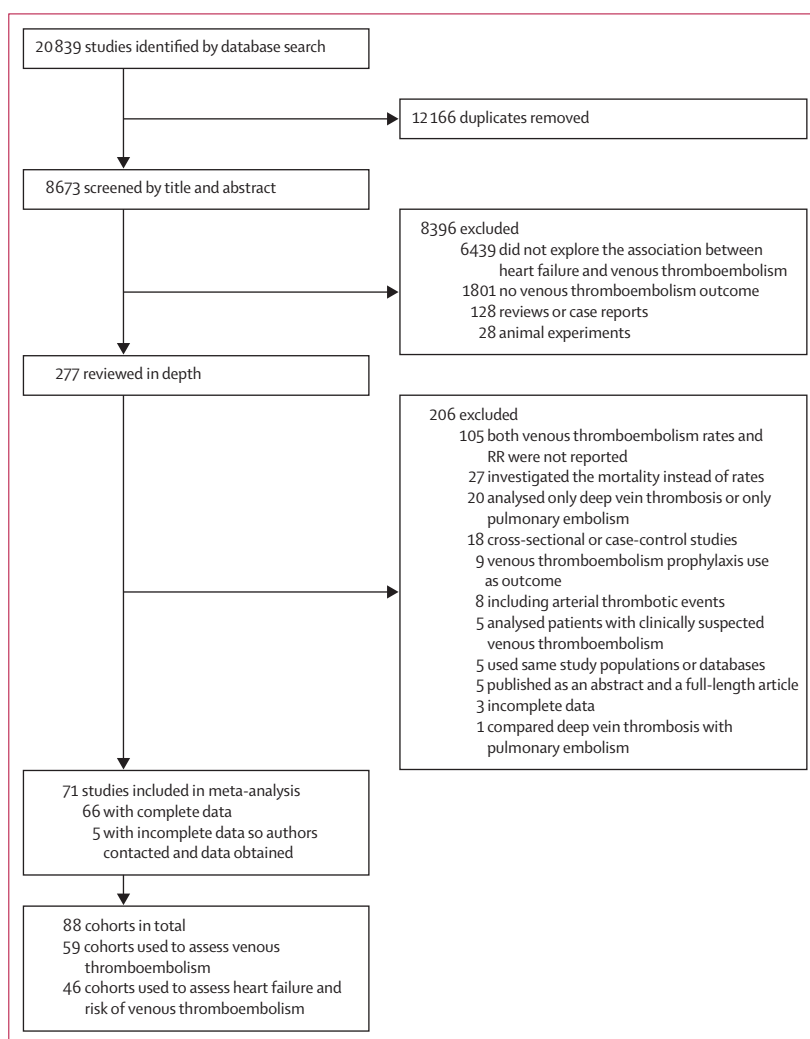 20 839 studies identified by database search
12 166 duplicates removed
8673 screened by title and abstract
8396 excluded
6439 did not explore the association between
heart failure and venous thromboembolism
1801 no venous thromboembolism outcome
128 reviews or case reports
28 animal experiments
277 reviewed in depth
206 excluded
105 both venous thromboembolism rates and
RR were not reported
27 investigated the mortality instead of rates
20 analysed only deep vein thrombosis or only
pulmonary embolism
18 cross-sectional or case-control studies
9 venous thromboembolism prophylaxis use
as outcome
8 including arterial thrombotic events
5 analysed patients with clinically suspected
venous thromboembolism
5 used same study populations or databases
5 published as an abstract and a full-length article
3 incomplete data
1 compared deep vein thrombosis with
pulmonary embolism
71 studies included in meta-analysis
66 with complete data
5 with incomplete data so authors
contacted and data obtained
88 cohorts in total
59 cohorts used to assess venous
thromboembolism
46 cohorts used to assess heart failure and
risk of venous thromboembolism